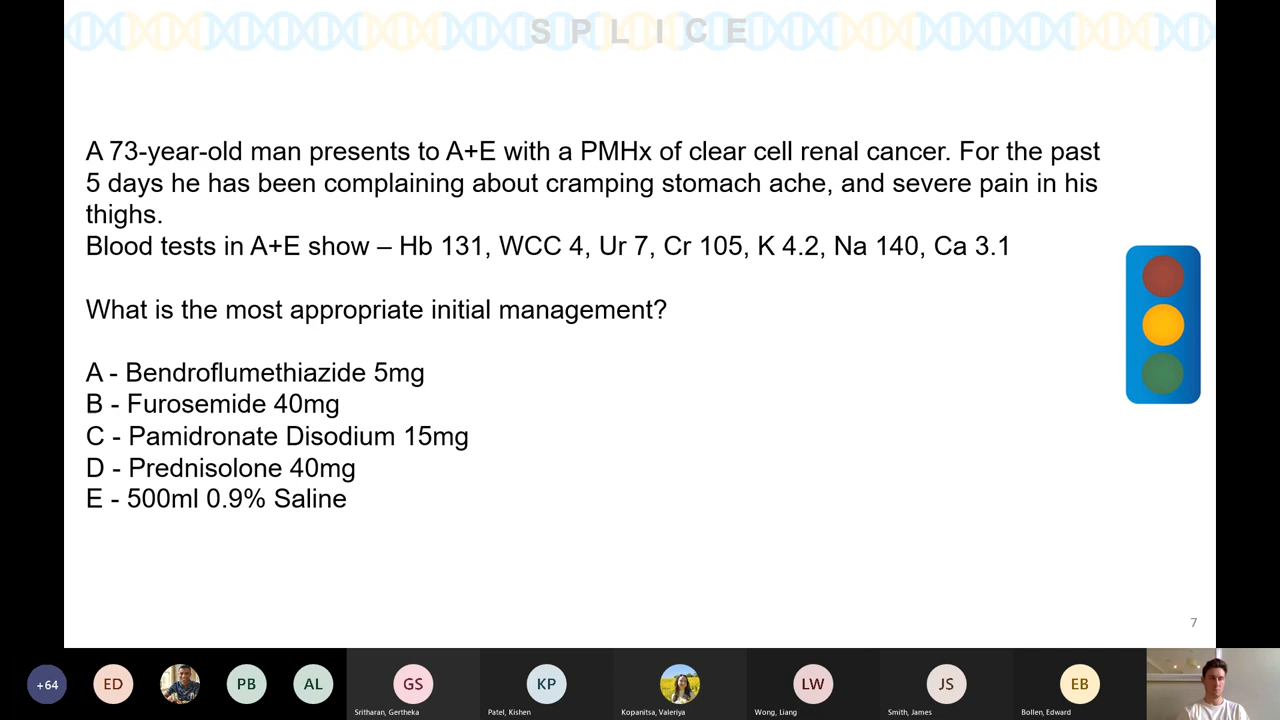 S P L I C E
A 73-year-old man presents to A+E with a PMHx of clear cell renal cancer. For the past
5 days he has been complaining about cramping stomach ache, and severe pain in his
thighs.
Blood tests in A+E show – Hb 131, WCC 4, Ur 7, Cr 105, K 4.2, Na 140, Ca 3.1
What is the most appropriate initial management?
A - Bendroflumethiazide 5mg
B - Furosemide 40mg
C - Pamidronate Disodium 15mg
D - Prednisolone 40mg
E - 500ml 0.9% Saline
7
+64
ED
PB
AL
GS
KP
LW
JS
EB
Sritharan, Gertheka
Patel, Kishen
Kopanitsa, Valeriya
Wong, Liang
Smith, James
Bollen, Edward